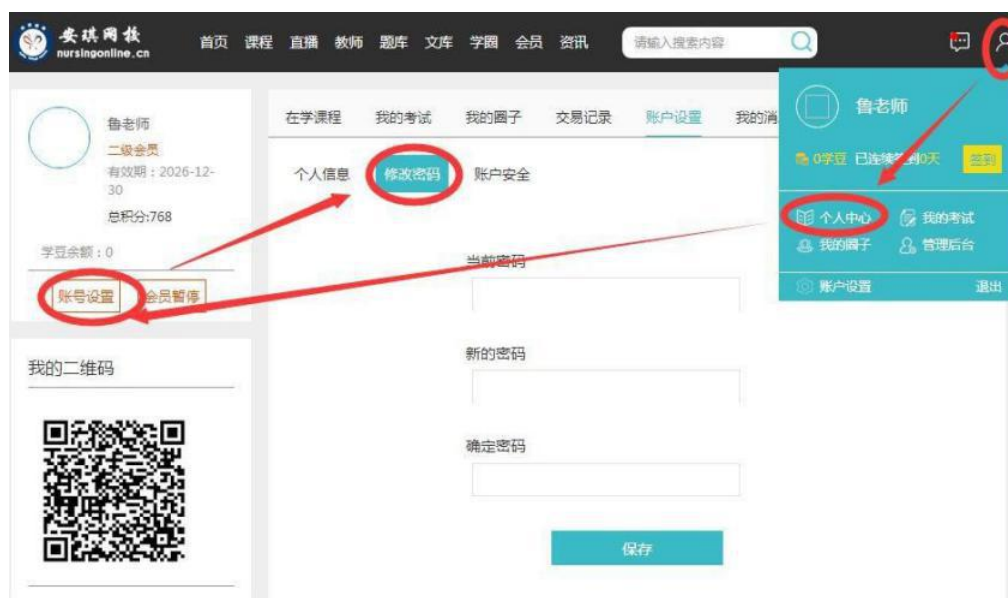 安琪网校
nursingonline.cn
首页 课程 直播 教师 题库 文库 学圈 会员 资讯 请输入搜索内容
鲁老师
二级会员
有效期：2026-12-
30
总积分:768
学豆余额：0
账号设置 会员暂停
我的二维码
在学课程 我的考试 我的圈子 交易记录 账户设置 我的消
个人信息 修改密码 账户安全
当前密码
新的密码
确定密码
保存
鲁老师
0学豆 已连续签到0天 签到
个人中心 我的考试
我的圈子 管理后台
账户设置 退出